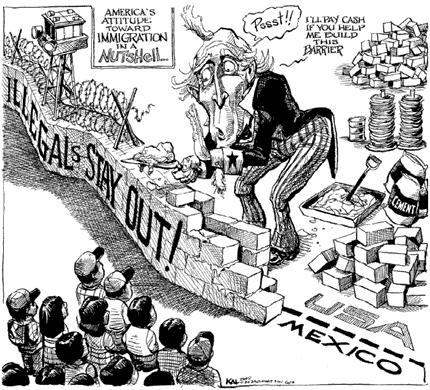 AMERICA'S
ATTITUDE
TOWARD
IMMIGRATION
IN A
NUTSHELL...
Pssst!!
I'LL PAY CASH
IF YOU HELP
ME BUILD
THIS
BARRIER
ILLEGALS STAY OUT!
CEMENT
USA
MEXICO
KAL